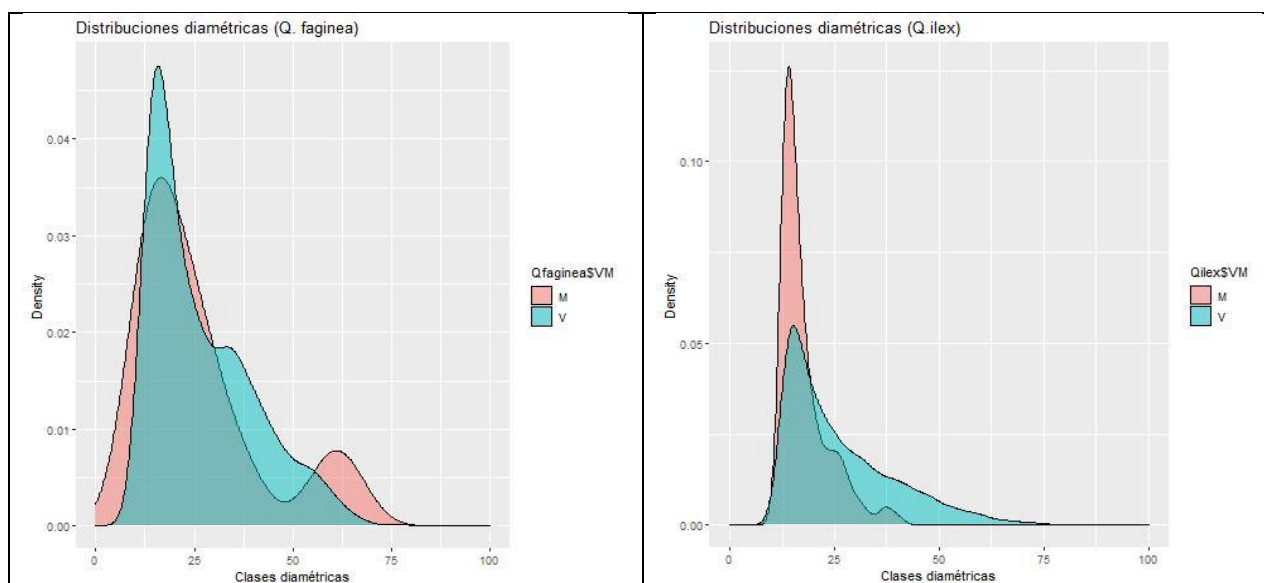 Distribuciones diamétricas (Q. faginea)
0.04
0.03
0.02
0.01
0.00
Density
0
25
50
75
100
Clases diamétricas
Qfaginea$VM
M
V
Distribuciones diamétricas (Q.ilex)
0.10
0.05
0.00
Density
0
25
50
75
100
Clases diamétricas
Qilex$VM
M
V